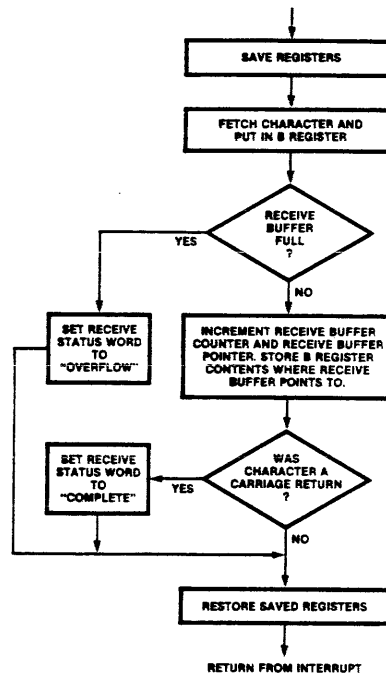 SAVE REGISTERS
FETCH CHARACTER AND
PUT IN B REGISTER
RECEIVE
BUFFER
FULL
?
YES
NO
SET RECEIVE
STATUS WORD
TO
"OVERFLOW"
INCREMENT RECEIVE BUFFER
COUNTER AND RECEIVE BUFFER
POINTER. STORE B REGISTER
CONTENTS WHERE RECEIVE
BUFFER POINTS TO.
WAS
CHARACTER A
CARRIAGE RETURN
?
YES
NO
SET RECEIVE
STATUS WORD
TO
"COMPLETE"
RESTORE SAVED REGISTERS
RETURN FROM INTERRUPT